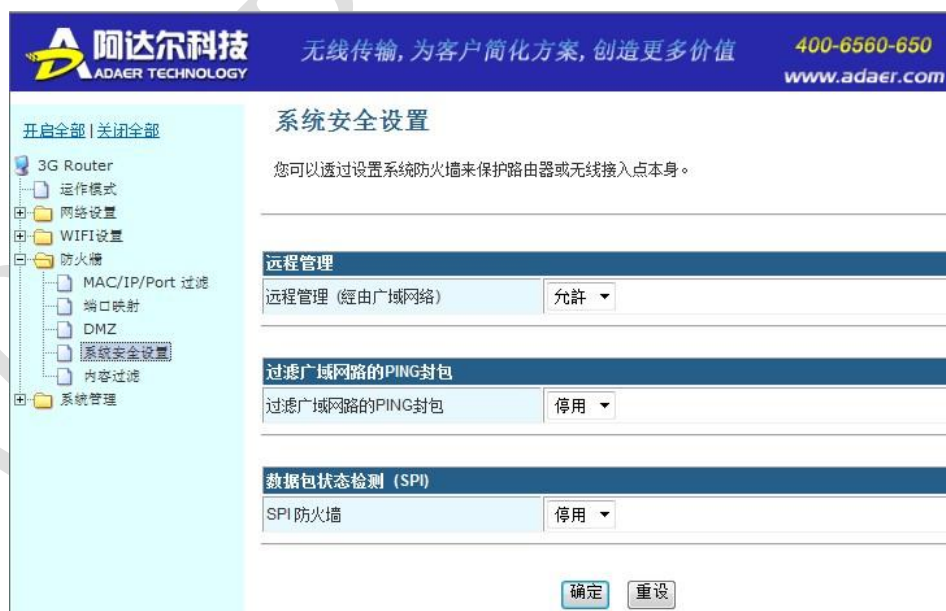 阿达尔科技
ADAER TECHNOLOGY
无线传输,为客户简化方案,创造更多价值
400-6560-650
www.adaer.com
开启全部 | 关闭全部
3G Router
运作模式
网络设置
WIFI设置
防火墙
MAC/IP/Port 过滤
端口映射
DMZ
系统安全设置
内容过滤
系统管理
系统安全设置
您可以透过设置系统防火墙来保护路由器或无线接入点本身。
远程管理
远程管理 (經由广域网络)
允許
过滤广域网路的PING封包
过滤广域网路的PING封包
停用
数据包状态检测 (SPI)
SPI 防火墙
停用
确定
重设